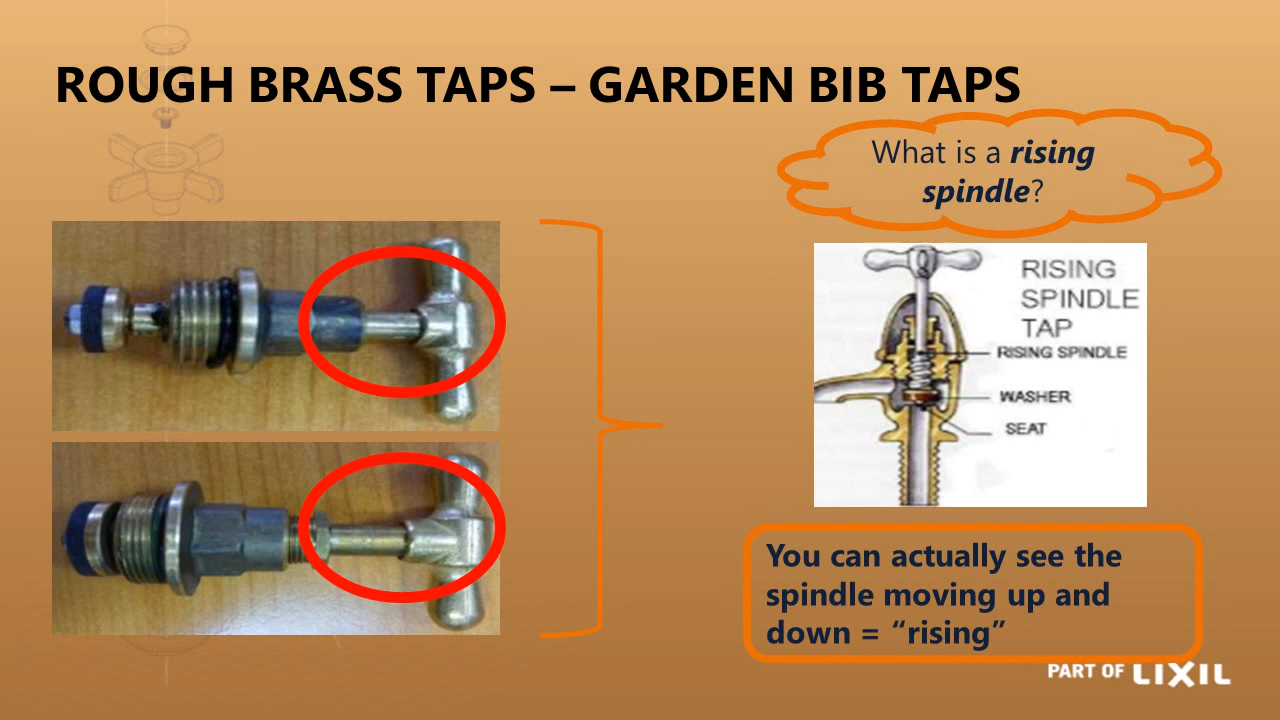 ROUGH BRASS TAPS – GARDEN BIB TAPS
What is a rising
spindle?
RISING
SPINDLE
TAP
RISING SPINDLE
WASHER
SEAT
You can actually see the
spindle moving up and
down = “rising”
PART OF LIXIL